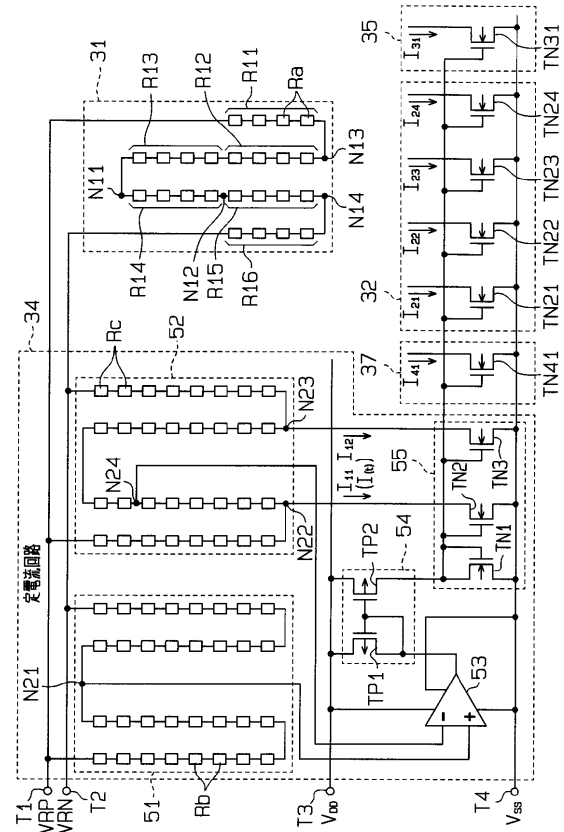 T1
VRP
VRN
T2
T3
VDD
T4
VSS
34
定電流回路
N21
51
Rb
Rc
52
N24
N22
N23
I11
(I(t))
I12
53
54
TP1
TP2
55
TN1
TN2
TN3
31
R13
R12
R11
Ra
N11
N13
R14
N12
R15
R16
N14
37
I41
TN41
32
I21
I22
I23
I24
TN21
TN22
TN23
TN24
35
I31
TN31
−
+